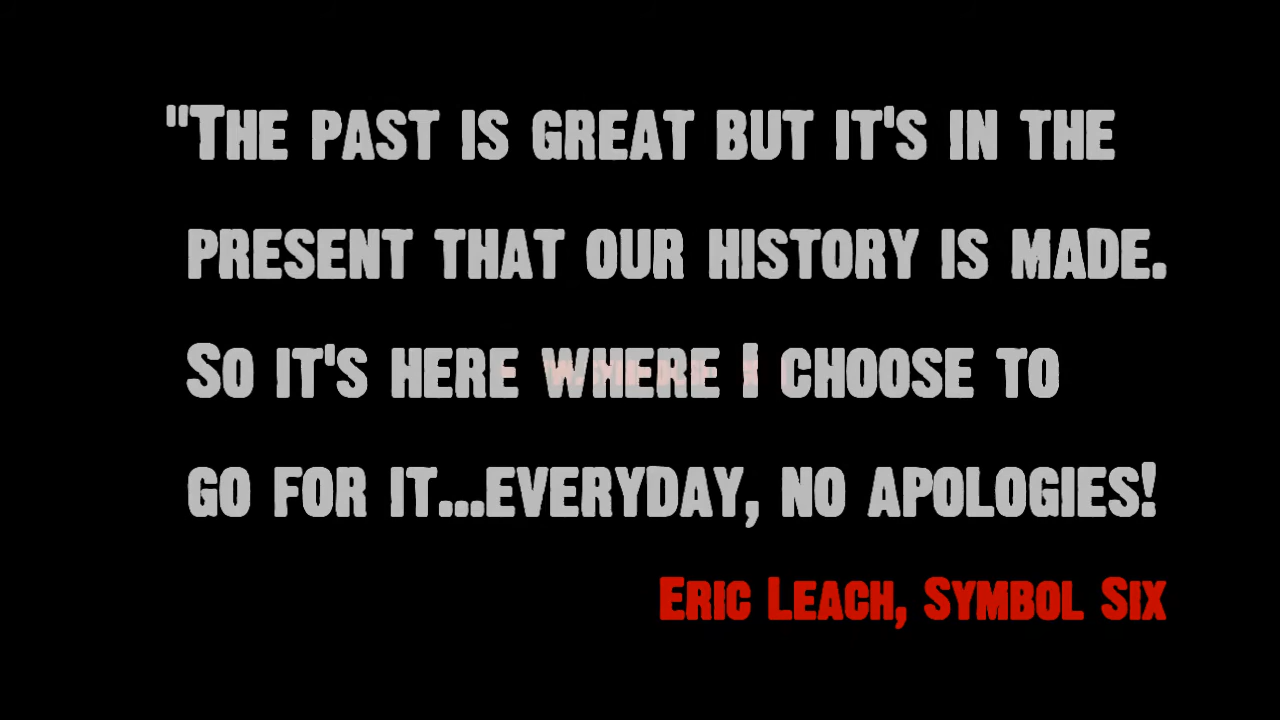 "The past is great but it's in the
present that our history is made.
So it's here where I choose to
go for it...everyday, no apologies!
Eric Leach, Symbol Six